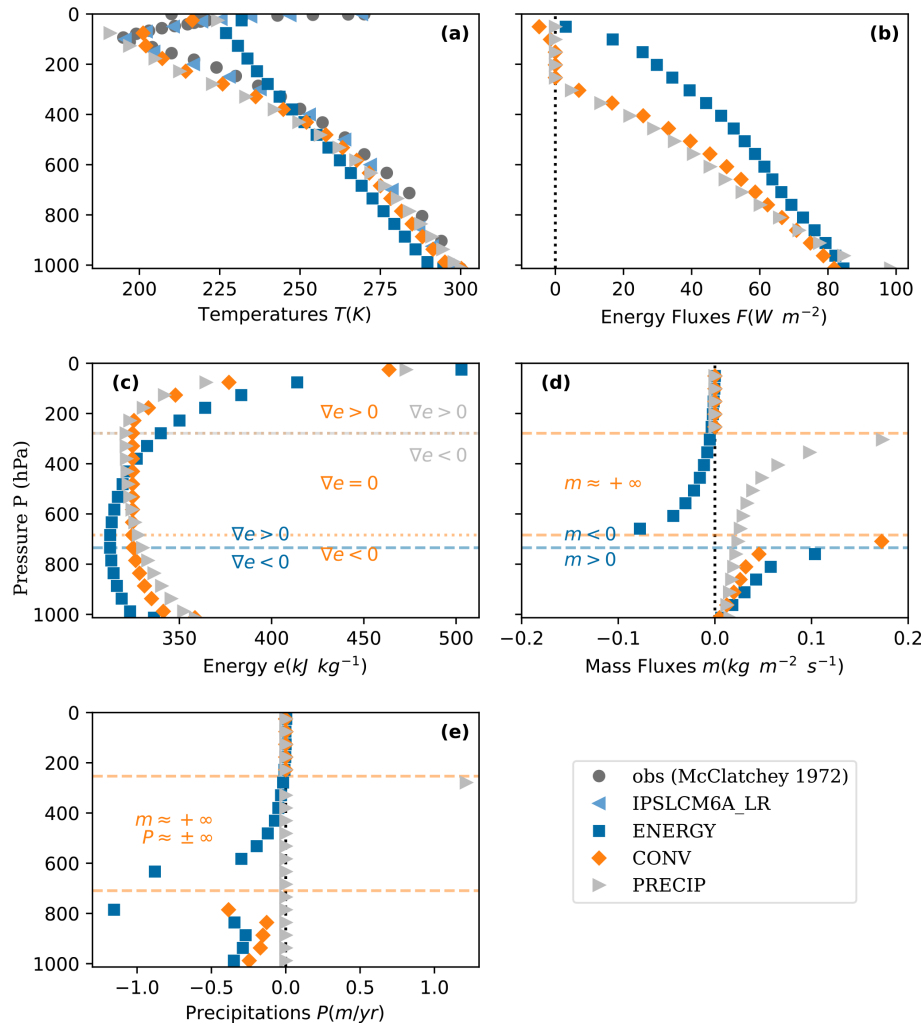 (a)
0
200
400
600
800
1000
200
225
250
275
300
Temperatures T(K)
(b)
0
20
40
60
80
100
Energy Fluxes F(W m⁻²)
Pressure P (hPa)
(c)
0
200
400
600
800
1000
∇e > 0
∇e > 0
∇e < 0
∇e = 0
∇e > 0
∇e < 0
∇e < 0
350
400
450
500
Energy e(kJ kg⁻¹)
(d)
m ≈ + ∞
m < 0
m > 0
−0.2
−0.1
0.0
0.1
0.2
Mass Fluxes m(kg m⁻² s⁻¹)
(e)
0
200
400
600
800
1000
m ≈ + ∞
P ≈ ± ∞
−1.0
−0.5
0.0
0.5
1.0
Precipitations P(m/yr)
obs (McClatchey 1972)
IPSLCM6A_LR
ENERGY
CONV
PRECIP